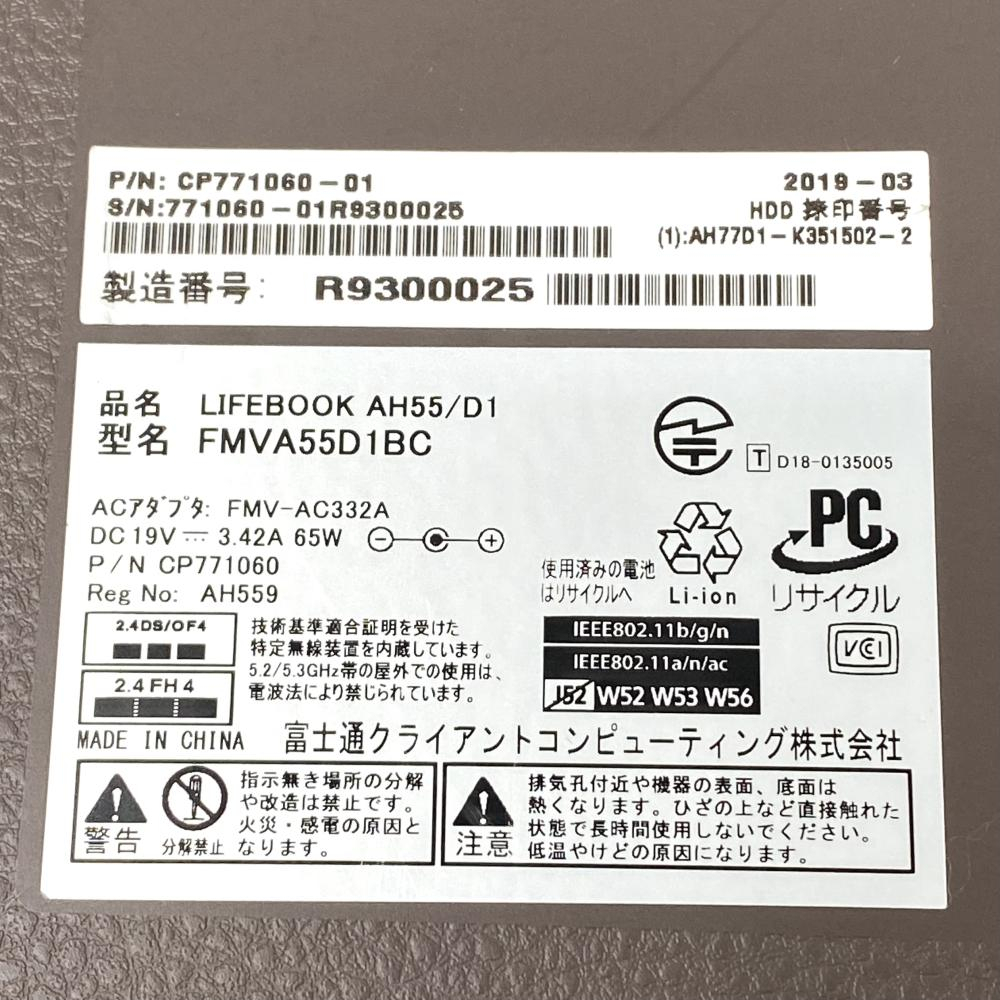 P/N: CP771060-01
2019-03
S/N:771060-01R9300025
HDD 採印番号
(1):AH77D1-K351502-2
製造番号: R9300025
品名 LIFEBOOK AH55/D1
型名 FMVA55D1BC
T D18-0135005
ACアダプタ: FMV-AC332A
DC 19V 3.42A 65W
P/N CP771060
Reg No: AH559
使用済みの電池
はリサイクルへ
Li-ion
PC
リサイクル
2.4DS/OF4
2.4 FH 4
技術基準適合証明を受けた
特定無線装置を内蔵しています。
5.2/5.3GHz帯の屋外での使用は、
電波法により禁じられています。
IEEE802.11b/g/n
IEEE802.11a/n/ac
J52 W52 W53 W56
VCI
MADE IN CHINA
富士通クライアントコンピューティング株式会社
警告
分解禁止
指示無き場所の分解
や改造は禁止です。
火災・感電の原因と
なります。
注意
排気孔付近や機器の表面、底面は
熱くなります。ひざの上など直接触れた
状態で長時間使用しないでください。
低温やけどの原因になります。